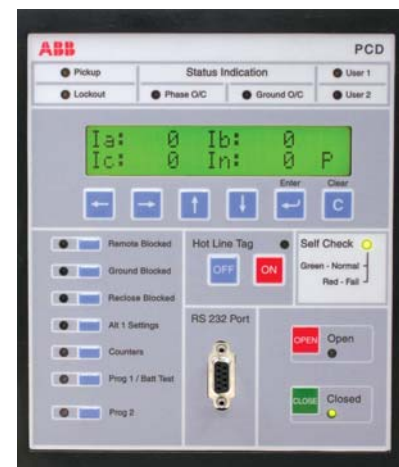 ABB PCD
Pickup Status Indication User 1
Lockout Phase O/C Ground O/C User 2
Ia: 0 Ib: 0
Ic: 0 In: 0 P
Enter Clear
C
Remote Blocked
Ground Blocked
Reclose Blocked
Alt 1 Settings
Counters
Prog 1 / Batt Test
Prog 2
Hot Line Tag
OFF ON
Self Check
Green - Normal
Red - Fail
RS 232 Port
OPEN Open
CLOSE Closed